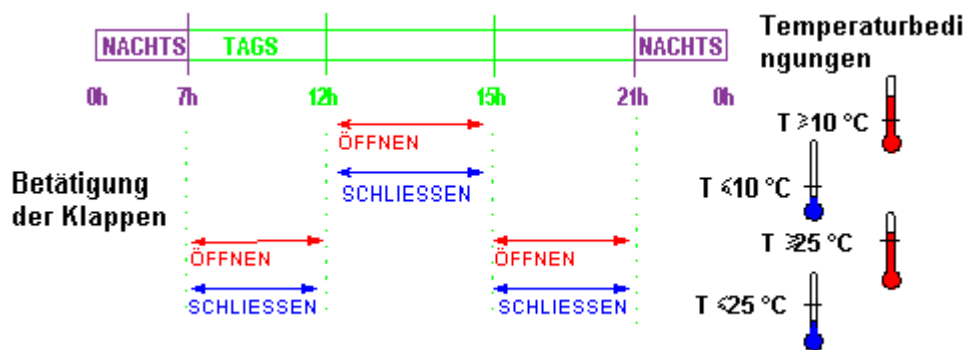 NACHTS TAGS NACHTS
0h 7h 12h 15h 21h 0h
Temperaturbedi
ngungen
ÖFFNEN
T ≥10 °C
SCHLIESSEN
T <10 °C
Betätigung
der Klappen
ÖFFNEN ÖFFNEN
T ≥25 °C
SCHLIESSEN SCHLIESSEN
T <25 °C